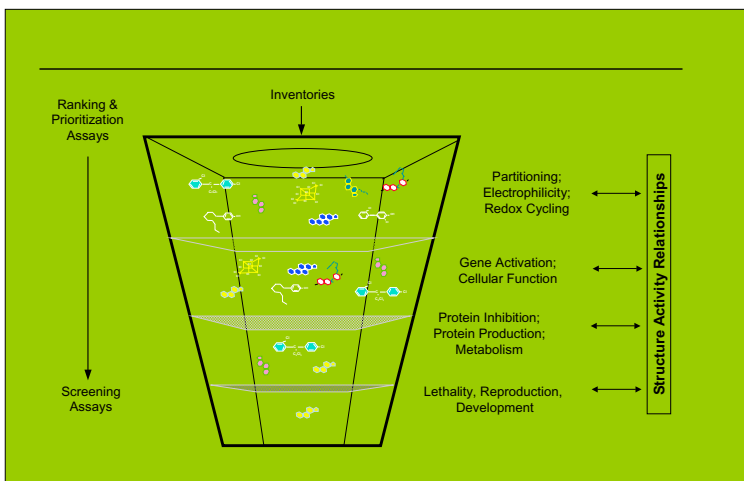 Inventories
Ranking &
Prioritization
Assays
Partitioning;
Electrophilicity;
Redox Cycling
Gene Activation;
Cellular Function
Protein Inhibition;
Protein Production;
Metabolism
Screening
Assays
Lethality, Reproduction,
Development
Structure Activity Relationships